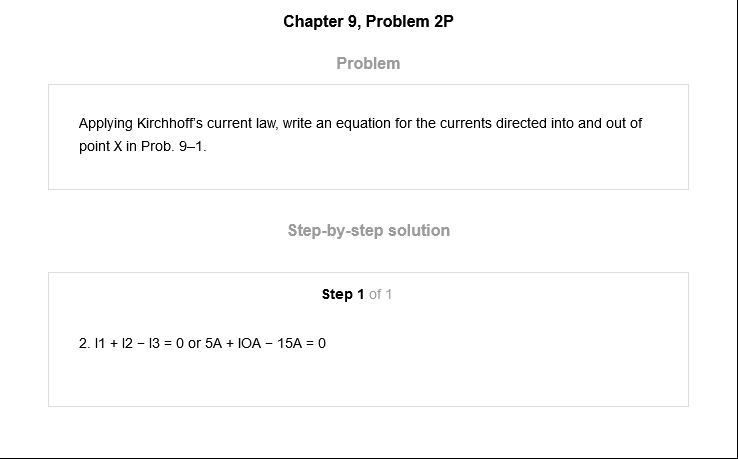 Chapter 9, Problem 2P
Problem
Applying Kirchhoff's current law, write an equation for the currents directed into and out of
point X in Prob. 9–1.
Step-by-step solution
Step 1 of 1
2. I1 + I2 − I3 = 0 or 5A + IOA − 15A = 0